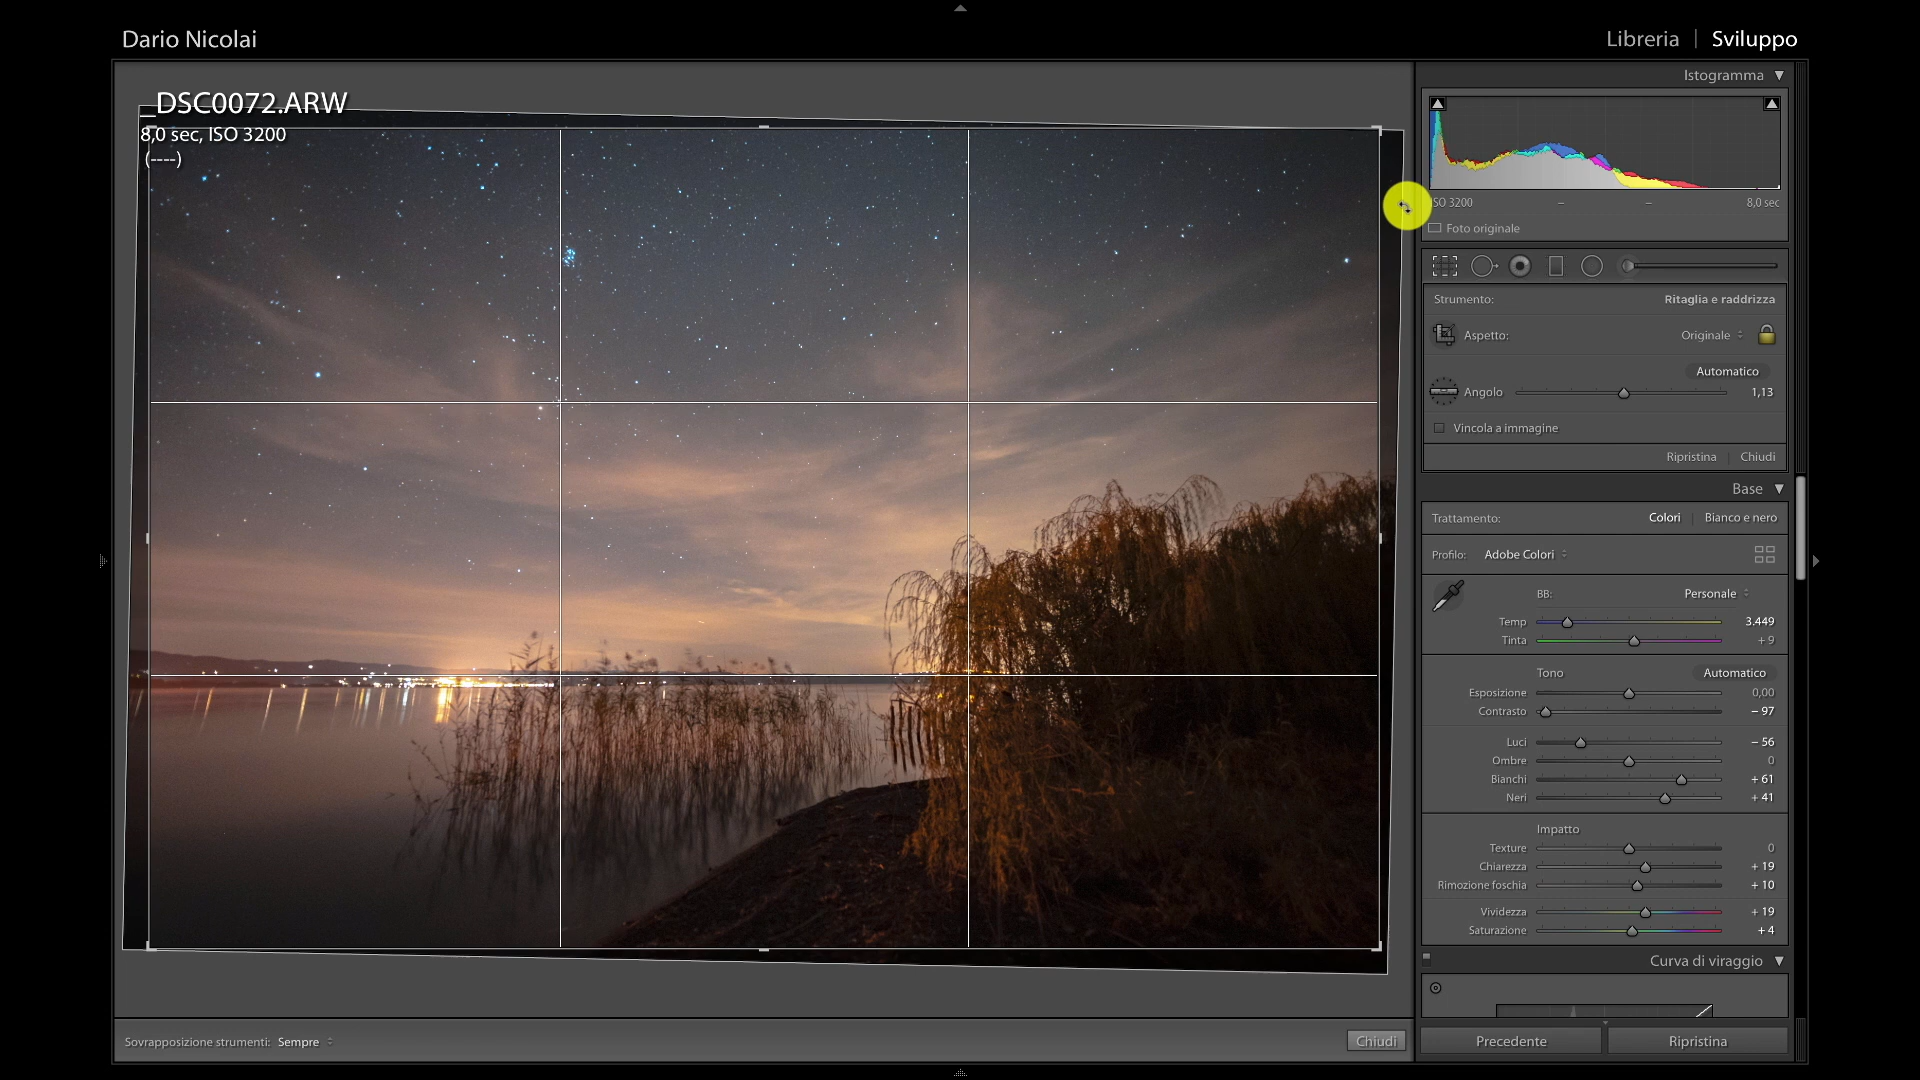 Dario Nicolai
Libreria | Sviluppo
_DSC0072.ARW
8,0 sec, ISO 3200
(----)
Istogramma
ISO 3200 – – 8,0 sec
Foto originale
Strumento: Ritaglia e raddrizza
Aspetto: Originale
Automatico
Angolo 1,13
Vincola a immagine
Ripristina | Chiudi
Base
Trattamento: Colori | Bianco e nero
Profilo: Adobe Colori
BB: Personale
Temp 3.449
Tinta + 9
Tono Automatico
Esposizione 0,00
Contrasto – 97
Luci – 56
Ombre 0
Bianchi + 61
Neri + 41
Impatto
Texture 0
Chiarezza + 19
Rimozione foschia + 10
Vividezza + 19
Saturazione + 4
Curva di viraggio
Sovrapposizione strumenti: Sempre
Chiudi
Precedente
Ripristina